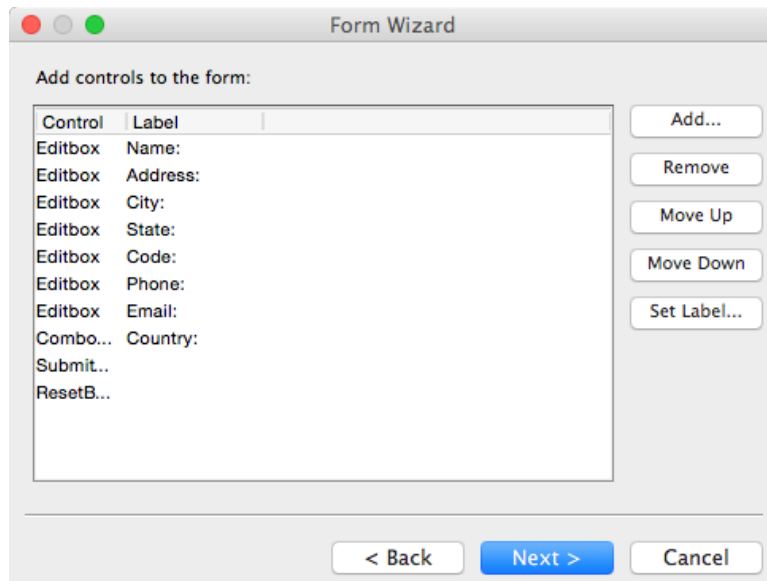 Form Wizard
Add controls to the form:
Control Label
Editbox Name:
Editbox Address:
Editbox City:
Editbox State:
Editbox Code:
Editbox Phone:
Editbox Email:
Combo... Country:
Submit...
ResetB...
Add...
Remove
Move Up
Move Down
Set Label...
< Back Next > Cancel